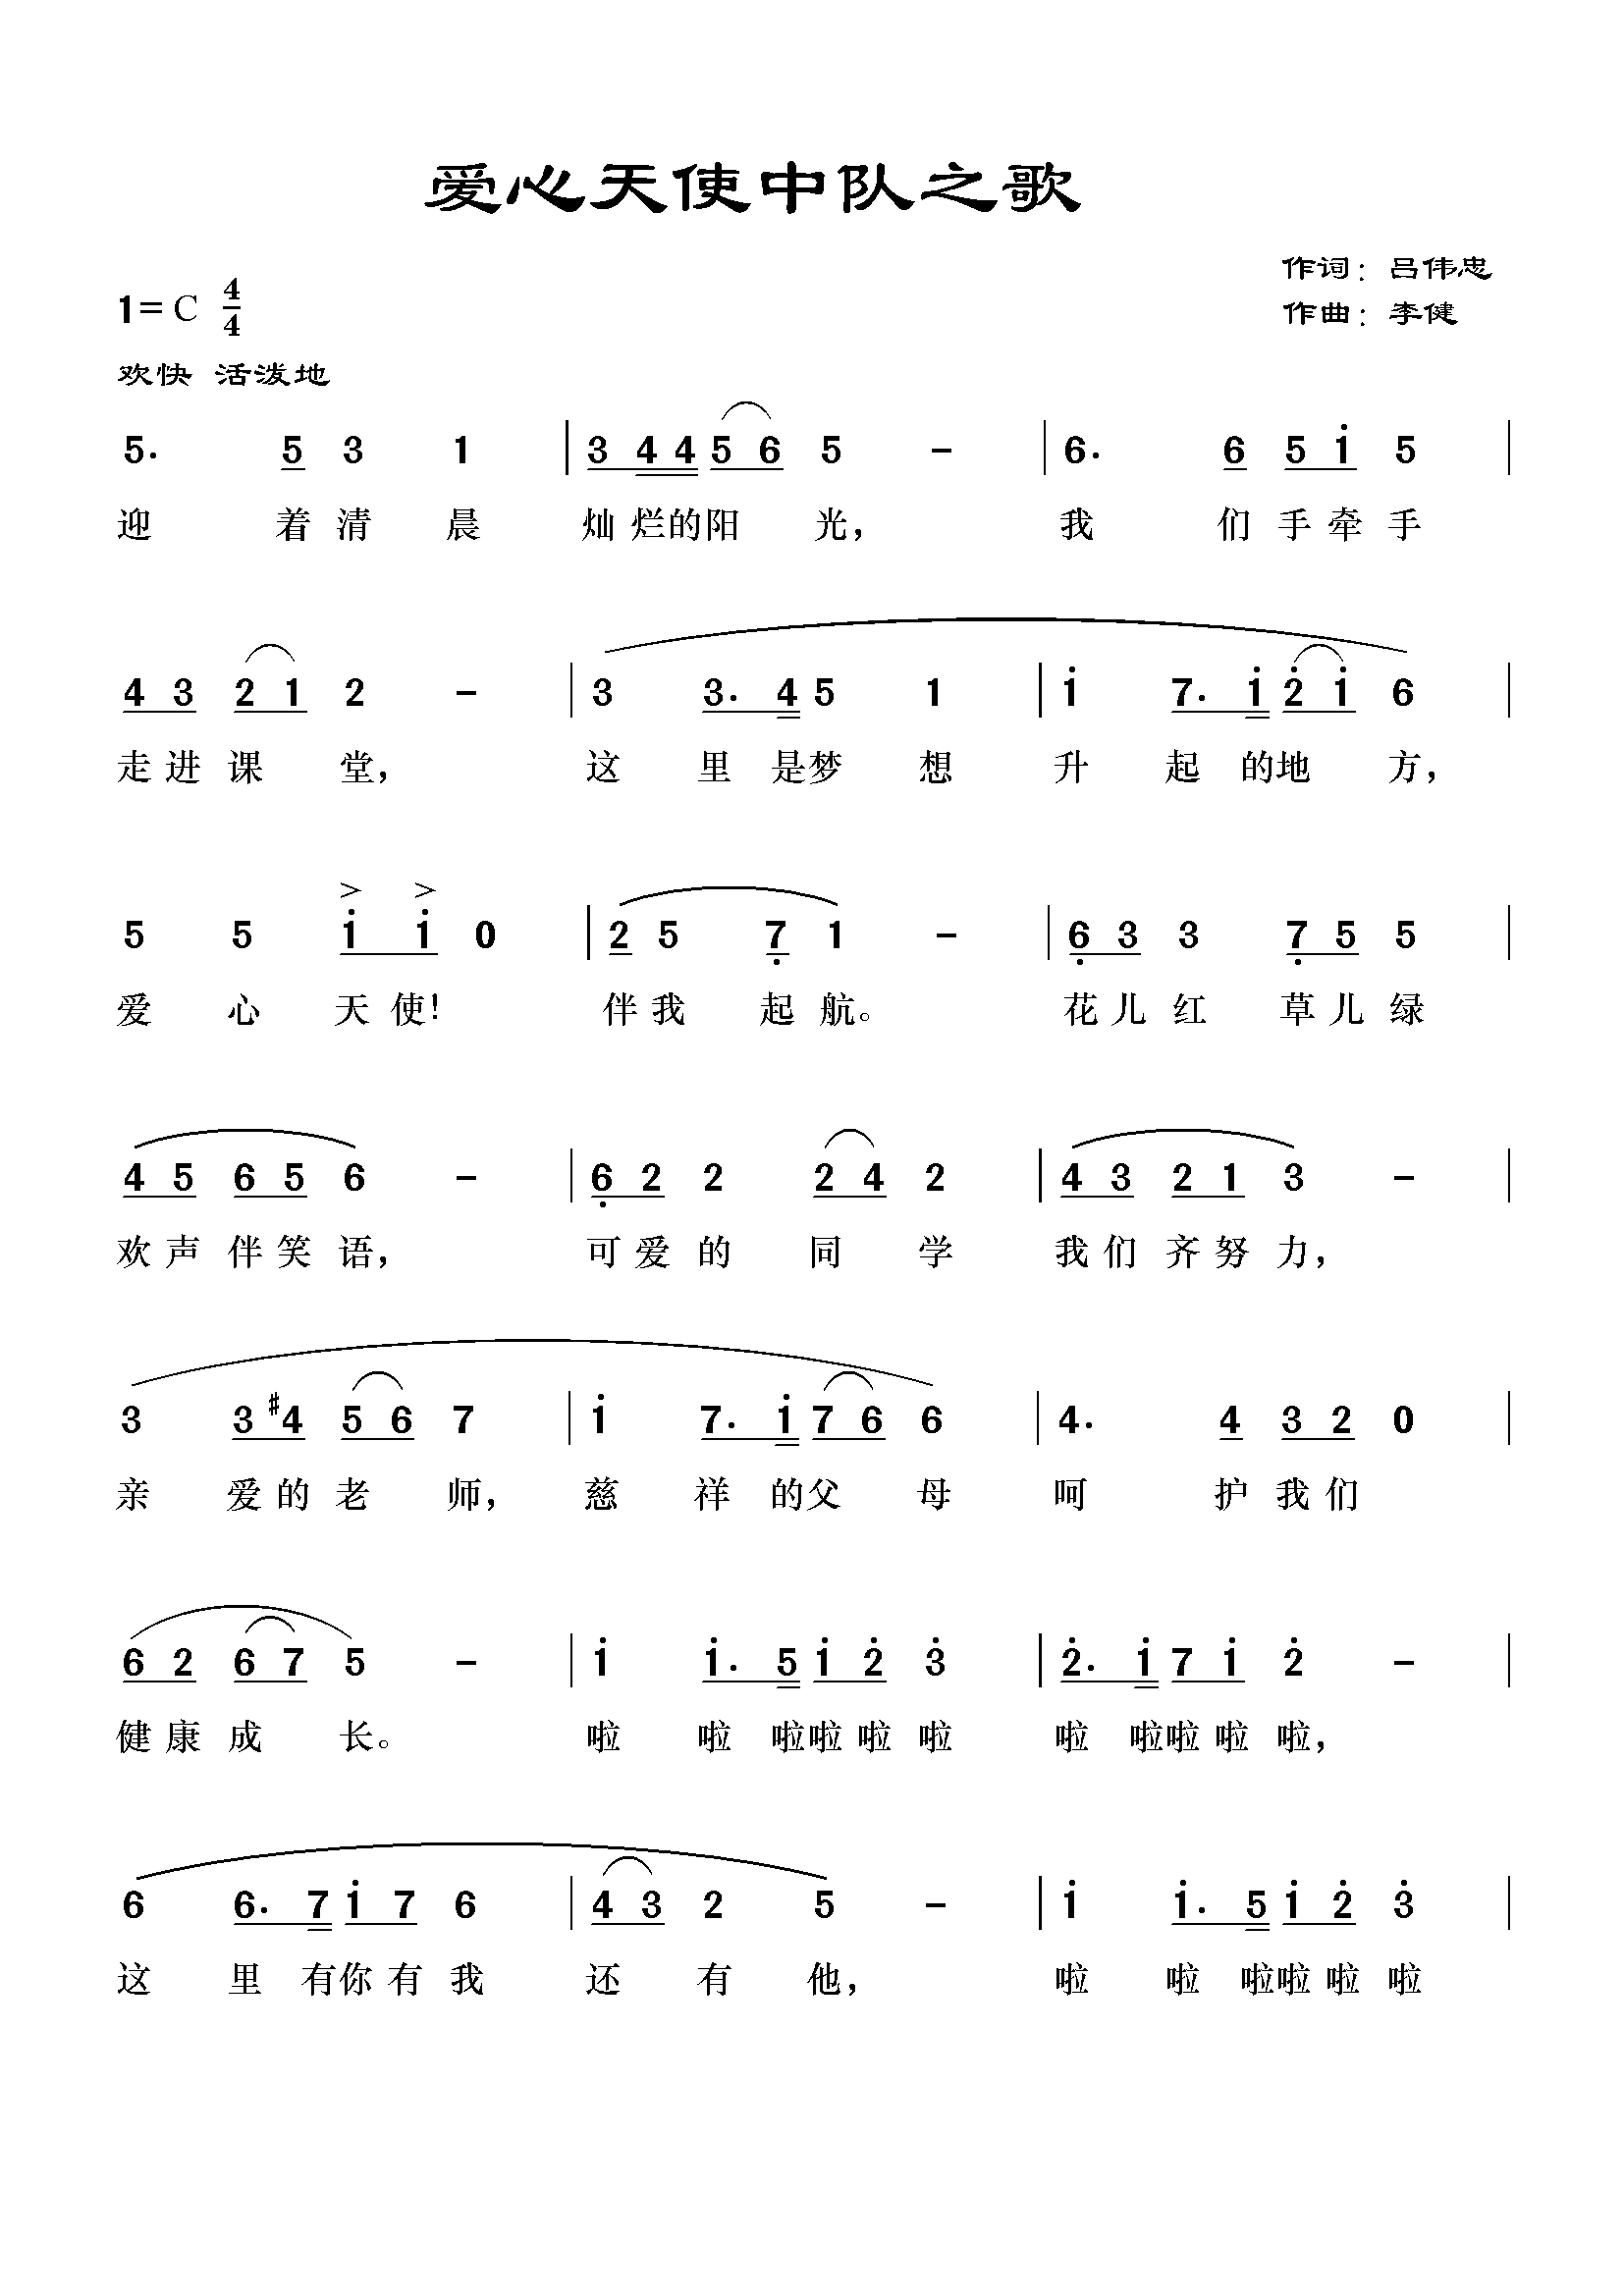 爱心天使中队之歌
作词：吕伟忠
1= C 4/4
作曲：李健
欢快 活泼地
5. 5 3 1 | 3 4 4 5 6 5 - | 6. 6 5 i 5 |
迎 着 清 晨 灿 烂 的 阳 光， 我 们 手 牵 手
4 3 2 1 2 - | 3 3. 4 5 1 | i 7. i 2̇ i 6 |
走 进 课 堂， 这 里 是 梦 想 升 起 的 地 方，
5 5 i i 0 | 2 5 7̣ 1 - | 6̣ 3 3 7̣ 5 5 |
爱 心 天 使！ 伴 我 起 航。 花 儿 红 草 儿 绿
4 5 6 5 6 - | 6̣ 2 2 2 4 2 | 4 3 2 1 3 - |
欢 声 伴 笑 语， 可 爱 的 同 学 我 们 齐 努 力，
3 3 #4 5 6 7 | i 7. i 7 6 6 | 4. 4 3 2 0 |
亲 爱 的 老 师， 慈 祥 的 父 母 呵 护 我 们
6 2 6 7 5 - | i i. 5 i 2̇ 3̇ | 2̇. i 7 i 2̇ - |
健 康 成 长。 啦 啦 啦 啦 啦 啦 啦 啦 啦 啦 啦，
6 6. 7 i 7 6 | 4 3 2 5 - | i i. 5 i 2̇ 3̇ |
这 里 有 你 有 我 还 有 他， 啦 啦 啦 啦 啦 啦